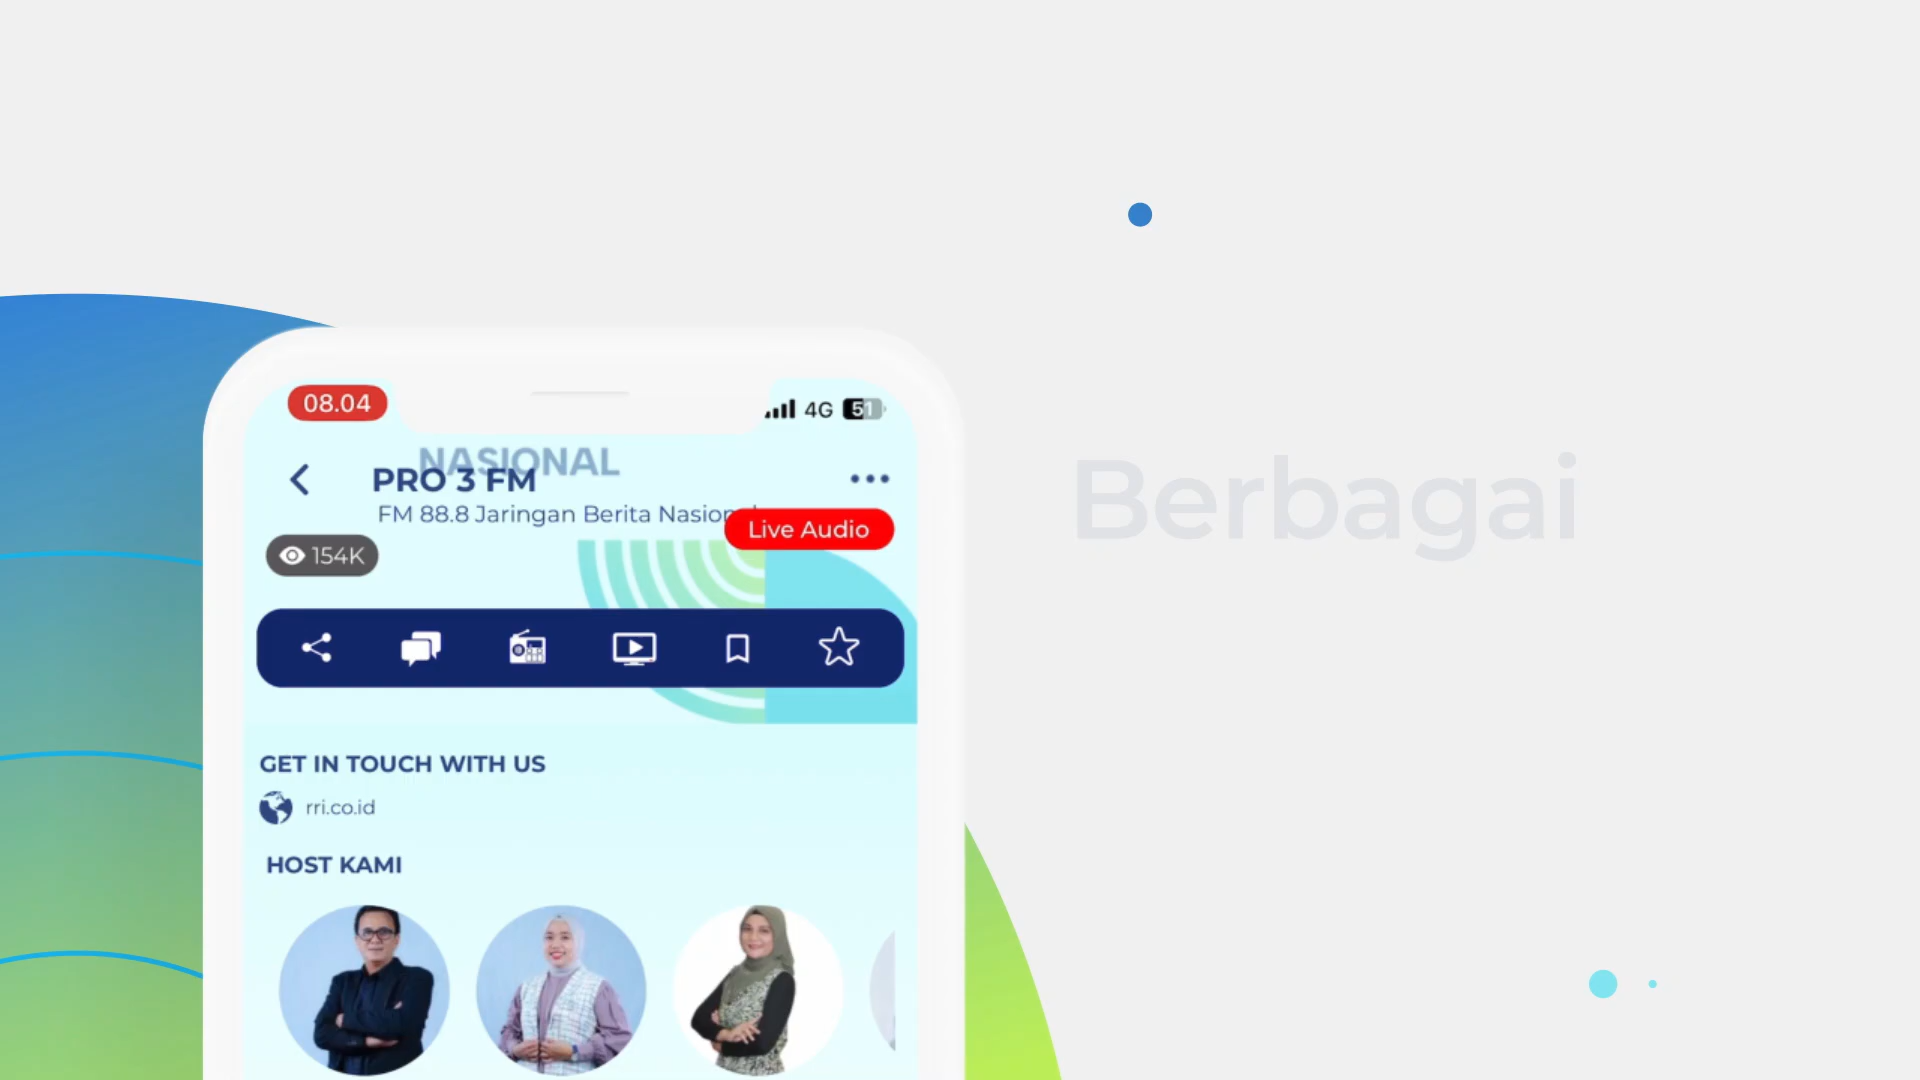 08.04
4G 51
NASIONAL
PRO 3 FM
FM 88.8 Jaringan Berita Nasional
Live Audio
154K
GET IN TOUCH WITH US
rri.co.id
HOST KAMI
Berbagai